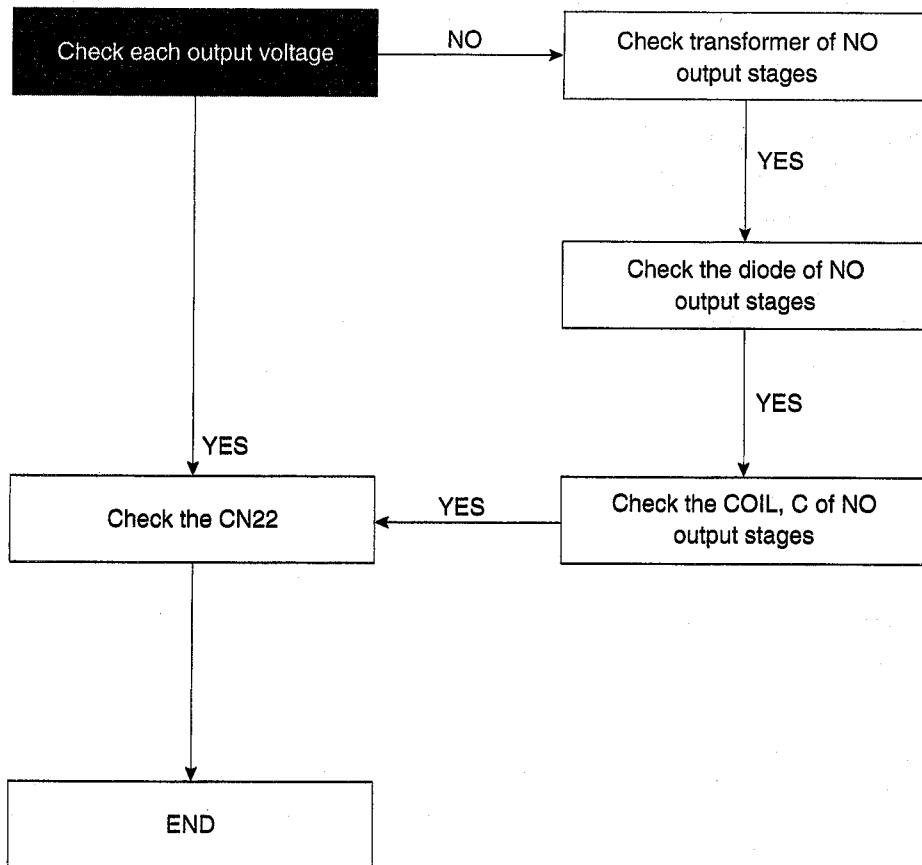 Check each output voltage
NO
Check transformer of NO
output stages
YES
Check the diode of NO
output stages
YES
Check the COIL, C of NO
output stages
YES
YES
Check the CN22
END